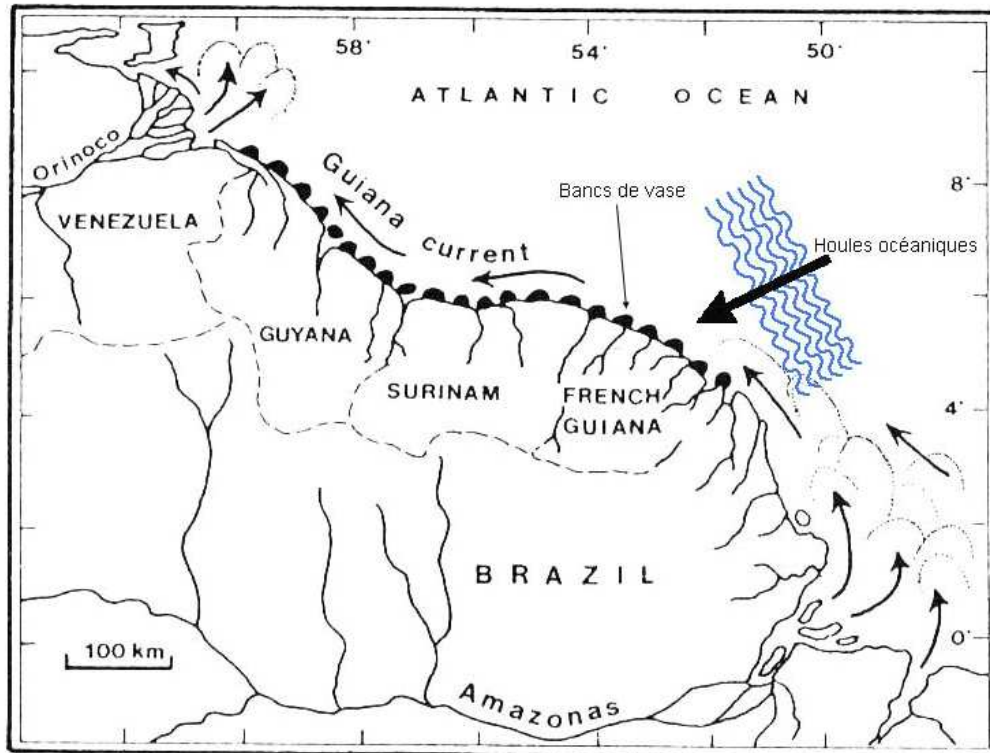 58°
54°
50°
ATLANTIC OCEAN
Orinoco
Guiana current
Bancs de vase
8°
VENEZUELA
Houles océaniques
GUYANA
SURINAM
FRENCH
GUIANA
4°
BRAZIL
0°
100 km
Amazonas